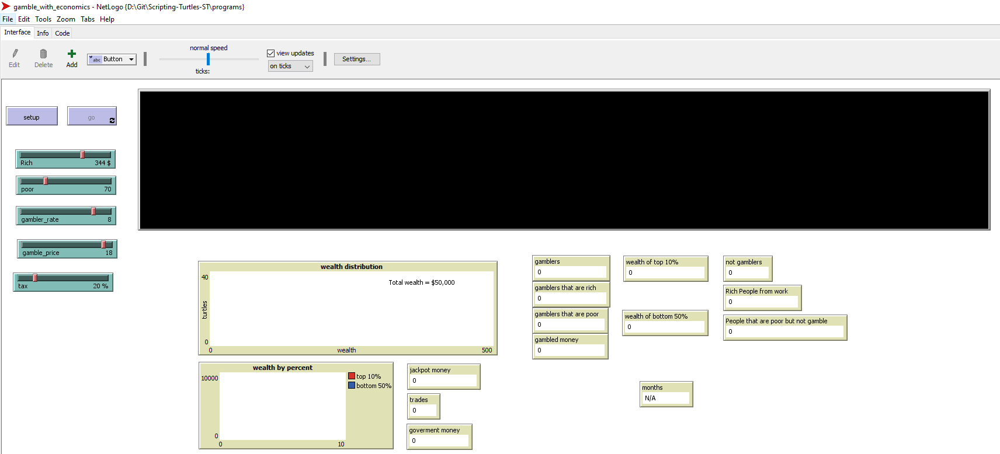 gamble_with_economics - NetLogo {D:\Git\Scripting-Turtles-ST\programs}
File Edit Tools Zoom Tabs Help
Interface Info Code
Edit Delete Add abc Button normal speed ticks: view updates on ticks Settings...
setup go
Rich 344 $
poor 70
gambler_rate 8
gamble_price 18
tax 20 %
wealth distribution
40
Total wealth = $50,000
turtles
0
0 wealth 500
wealth by percent
10000
top 10%
bottom 50%
0
0 10
jackpot money
0
trades
0
goverment money
0
gamblers
0
gamblers that are rich
0
gamblers that are poor
0
gambled money
0
wealth of top 10%
0
wealth of bottom 50%
0
not gamblers
0
Rich People from work
0
People that are poor but not gamble
0
months
N/A